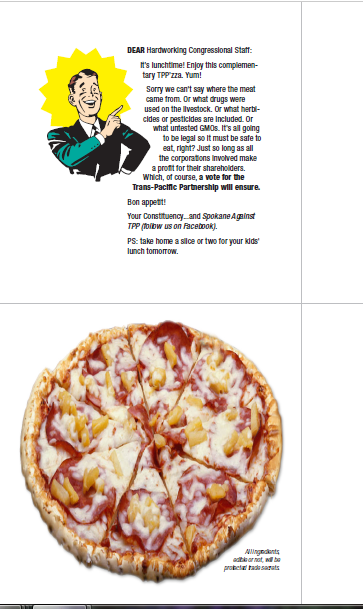 DEAR Hardworking Congressional Staff:
It's lunchtime! Enjoy this complemen-
tary TPP'zza. Yum!
Sorry we can't say where the meat
came from. Or what drugs were
used on the livestock. Or what herbi-
cides or pesticides are included. Or
what untested GMOs. It's all going
to be legal so it must be safe to
eat, right? Just so long as all
the corporations involved make
a profit for their shareholders.
Which, of course, a vote for the
Trans-Pacific Partnership will ensure.
Bon appetit!
Your Constituency...and Spokane Against
TPP (follow us on Facebook).
PS: take home a slice or two for your kids'
lunch tomorrow.
All ingredients,
edible or not, will be
protected trade secrets.